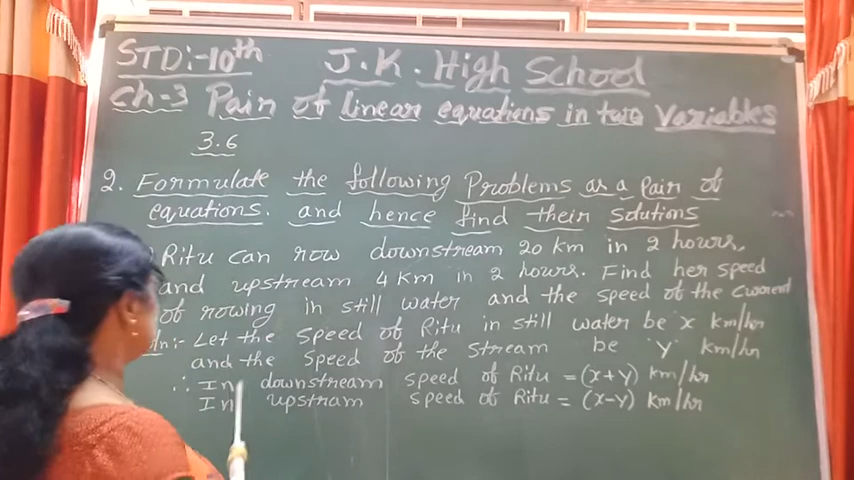 STD:-10th J.K. High School
Ch-3 Pair of linear equations in two Variables
3.6
2. Formulate the following Problems as a pair of
equations. and hence find their solutions
Ritu can row downstream 20 km in 2 hours,
and upstream 4 km in 2 hours. Find her speed
of rowing in still water and the speed of the current
Let the speed of Ritu in still water be x km/hr
and the speed of the stream be y km/hr
∴ In downstream speed of Ritu = (x+y) km/hr
In upstram speed of Ritu = (x-y) km/hr